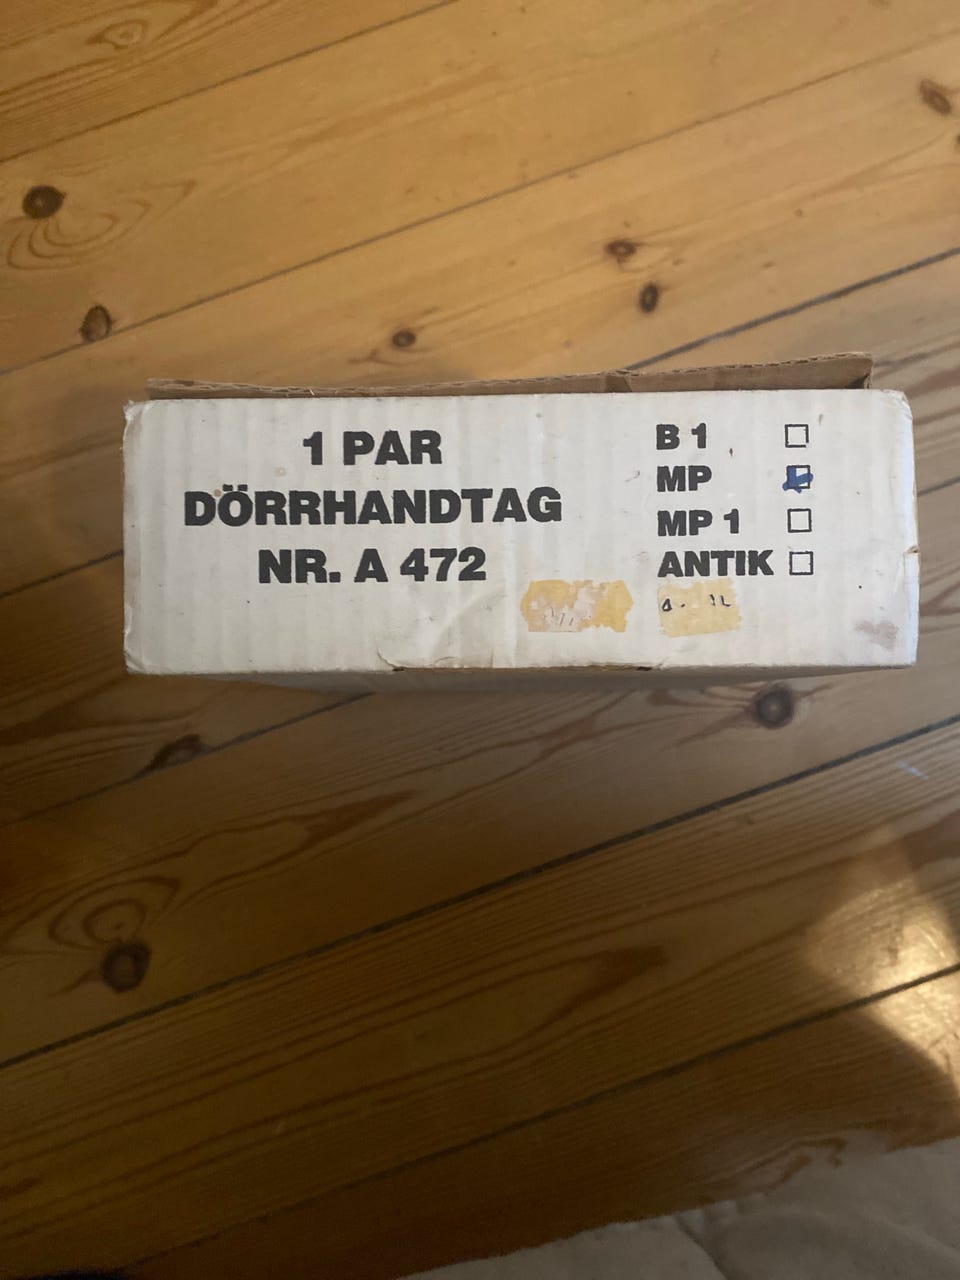 1 PAR
DÖRRHANDTAG
NR. A 472
B 1
MP
MP 1
ANTIK